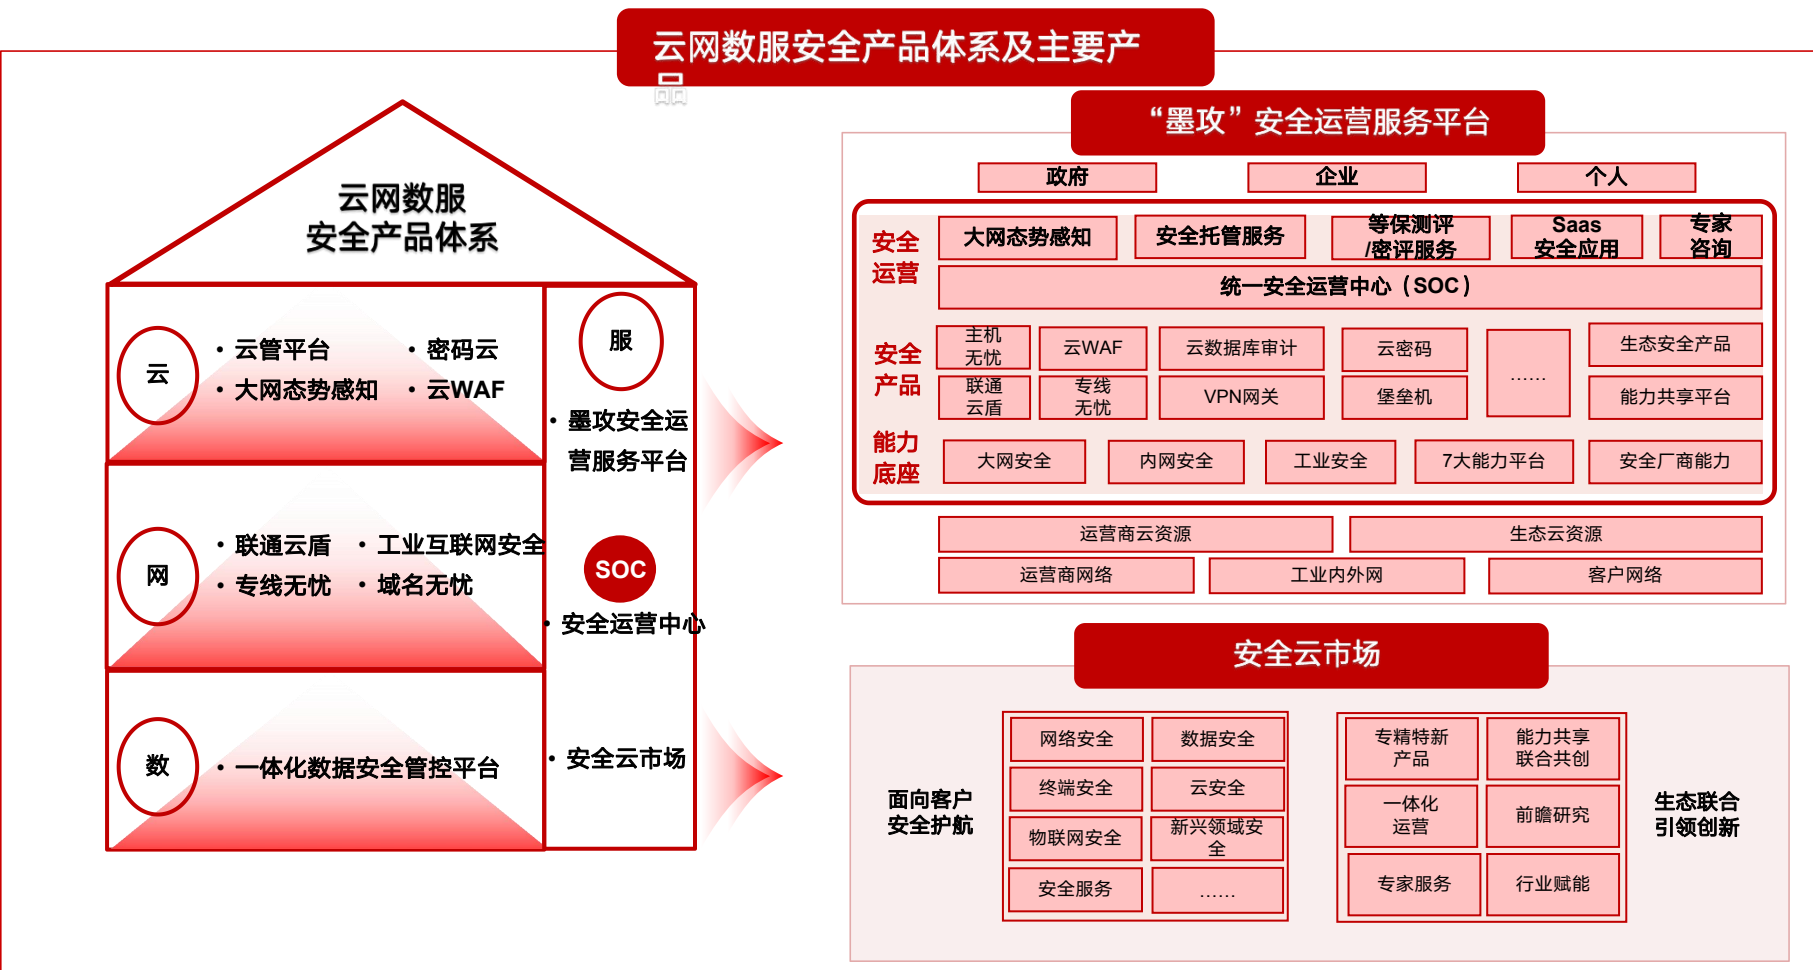 云网数服安全产品体系及主要产
品
云网数服
安全产品体系
云
• 云管平台
• 密码云
• 大网态势感知
• 云WAF
网
• 联通云盾
• 工业互联网安全
• 专线无忧
• 域名无忧
数
• 一体化数据安全管控平台
服
• 墨攻安全运
营服务平台
SOC
• 安全运营中心
• 安全云市场
“墨攻”安全运营服务平台
政府
企业
个人
安全
运营
大网态势感知
安全托管服务
等保测评
/密评服务
Saas
安全应用
专家
咨询
统一安全运营中心（SOC）
安全
产品
主机
无忧
云WAF
云数据库审计
云密码
……
生态安全产品
联通
云盾
专线
无忧
VPN网关
堡垒机
能力共享平台
能力
底座
大网安全
内网安全
工业安全
7大能力平台
安全厂商能力
运营商云资源
生态云资源
运营商网络
工业内外网
客户网络
安全云市场
面向客户
安全护航
网络安全
数据安全
终端安全
云安全
物联网安全
新兴领域安
全
安全服务
……
专精特新
产品
能力共享
联合共创
一体化
运营
前瞻研究
专家服务
行业赋能
生态联合
引领创新